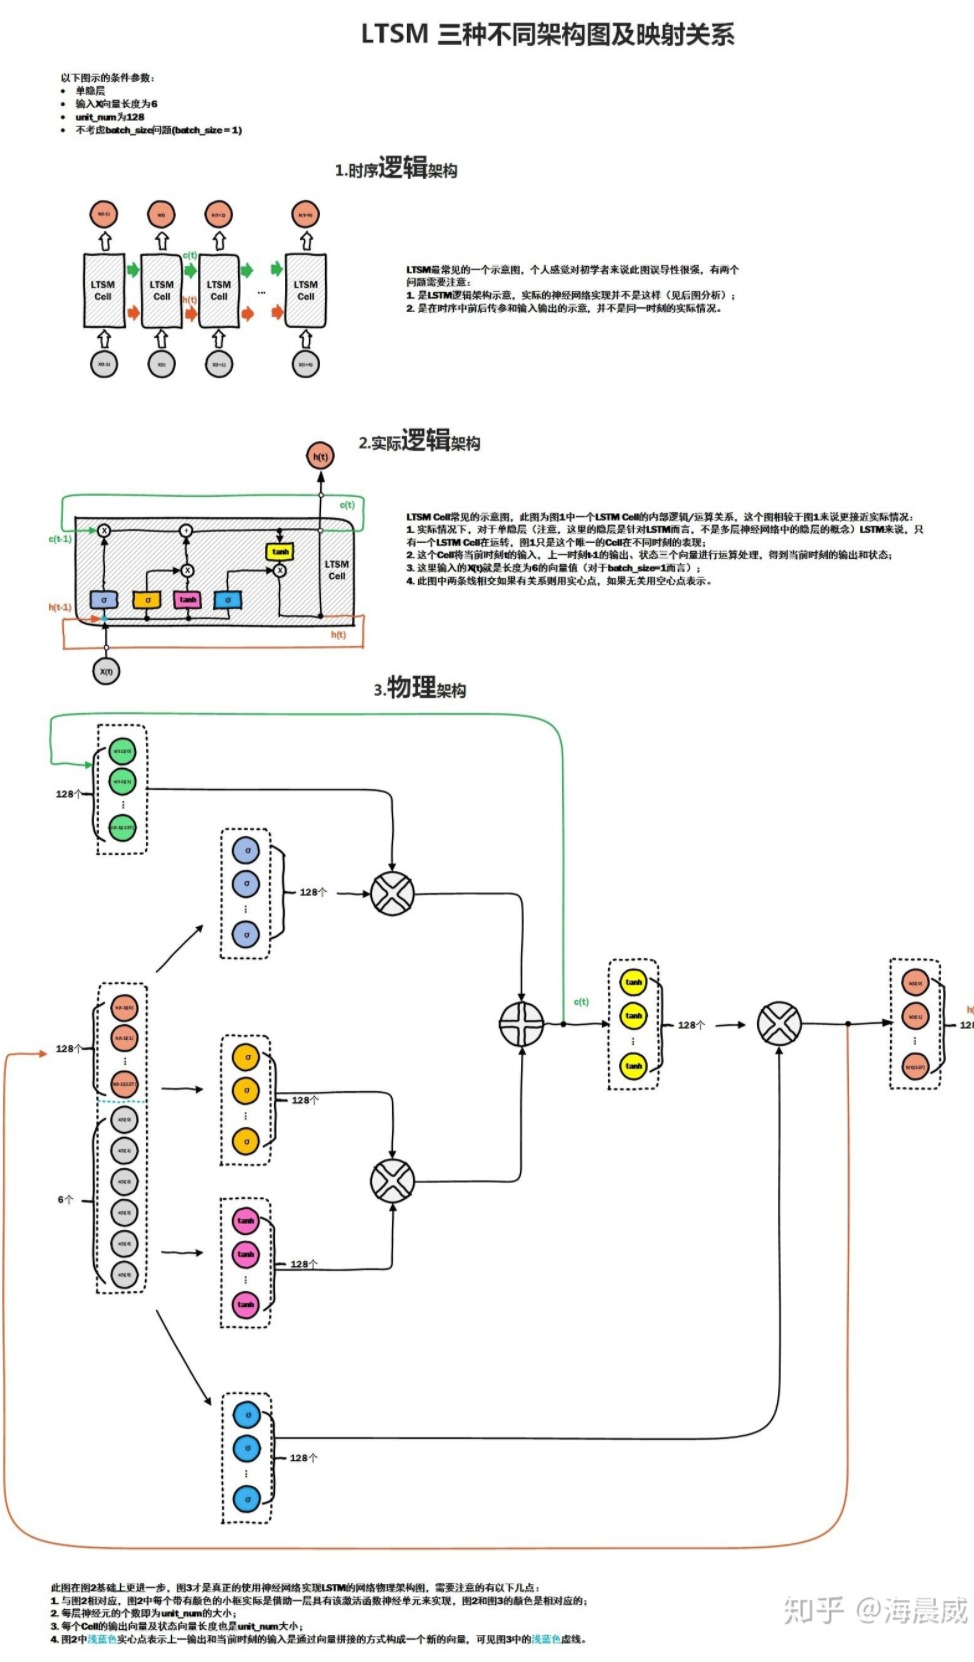 LTSM 三种不同架构图及映射关系
以下图示的条件参数：
• 单隐层
• 输入X向量长度为6
• unit_num为128
• 不考虑batch_size问题(batch_size = 1)
1.时序逻辑架构
c(t)
LTSM Cell
LTSM Cell
LTSM Cell
LTSM Cell
h(t)
...
LTSM最常见的一个示意图，个人感觉对初学者来说此图误导性很强，有两个
问题需要注意：
1. 是LSTM逻辑架构示意，实际的神经网络实现并不是这样（见后图分析）；
2. 是在时序中前后传参和输入输出的示意，并不是同一时刻的实际情况。
2.实际逻辑架构
h(t)
c(t)
c(t-1)
X
+
tanh
X
X
LTSM
Cell
h(t-1)
σ
σ
tanh
σ
h(t)
X(t)
LTSM Cell常见的示意图，此图为图1中一个LSTM Cell的内部逻辑/运算关系，这个图相较于图1来说更接近实际情况：
1. 实际情况下，对于单隐层（注意，这里的隐层是针对LSTM而言，不是多层神经网络中的隐层的概念）LSTM来说，只
有一个LSTM Cell在运转，图1只是这个唯一的Cell在不同时刻的表现；
2. 这个Cell将当前时刻t的输入，上一时刻t-1的输出、状态三个向量进行运算处理，得到当前时刻的输出和状态；
3. 这里输入的X(t)就是长度为6的向量值（对于batch_size=1而言）；
4. 此图中两条线相交如果有关系则用实心点，如果无关用空心点表示。
3.物理架构
128个
σ
σ
128个
σ
c(t)
tanh
128个
tanh
128个
tanh
σ
σ
128个
σ
6个
tanh
tanh
128个
tanh
σ
σ
128个
σ
此图在图2基础上更进一步，图3才是真正的使用神经网络实现LSTM的网络物理架构图，需要注意的有以下几点：
1. 与图2相对应，图2中每个带有颜色的小框实际是借助一层具有该激活函数神经单元来实现，图2和图3的颜色是相对应的；
2. 每层神经元的个数即为unit_num的大小；
3. 每个Cell的输出向量及状态向量长度也是unit_num大小；
4. 图2中浅蓝色实心点表示上一输出和当前时刻的输入是通过向量拼接的方式构成一个新的向量，可见图3中的浅蓝色虚线。
知乎 @海晨威